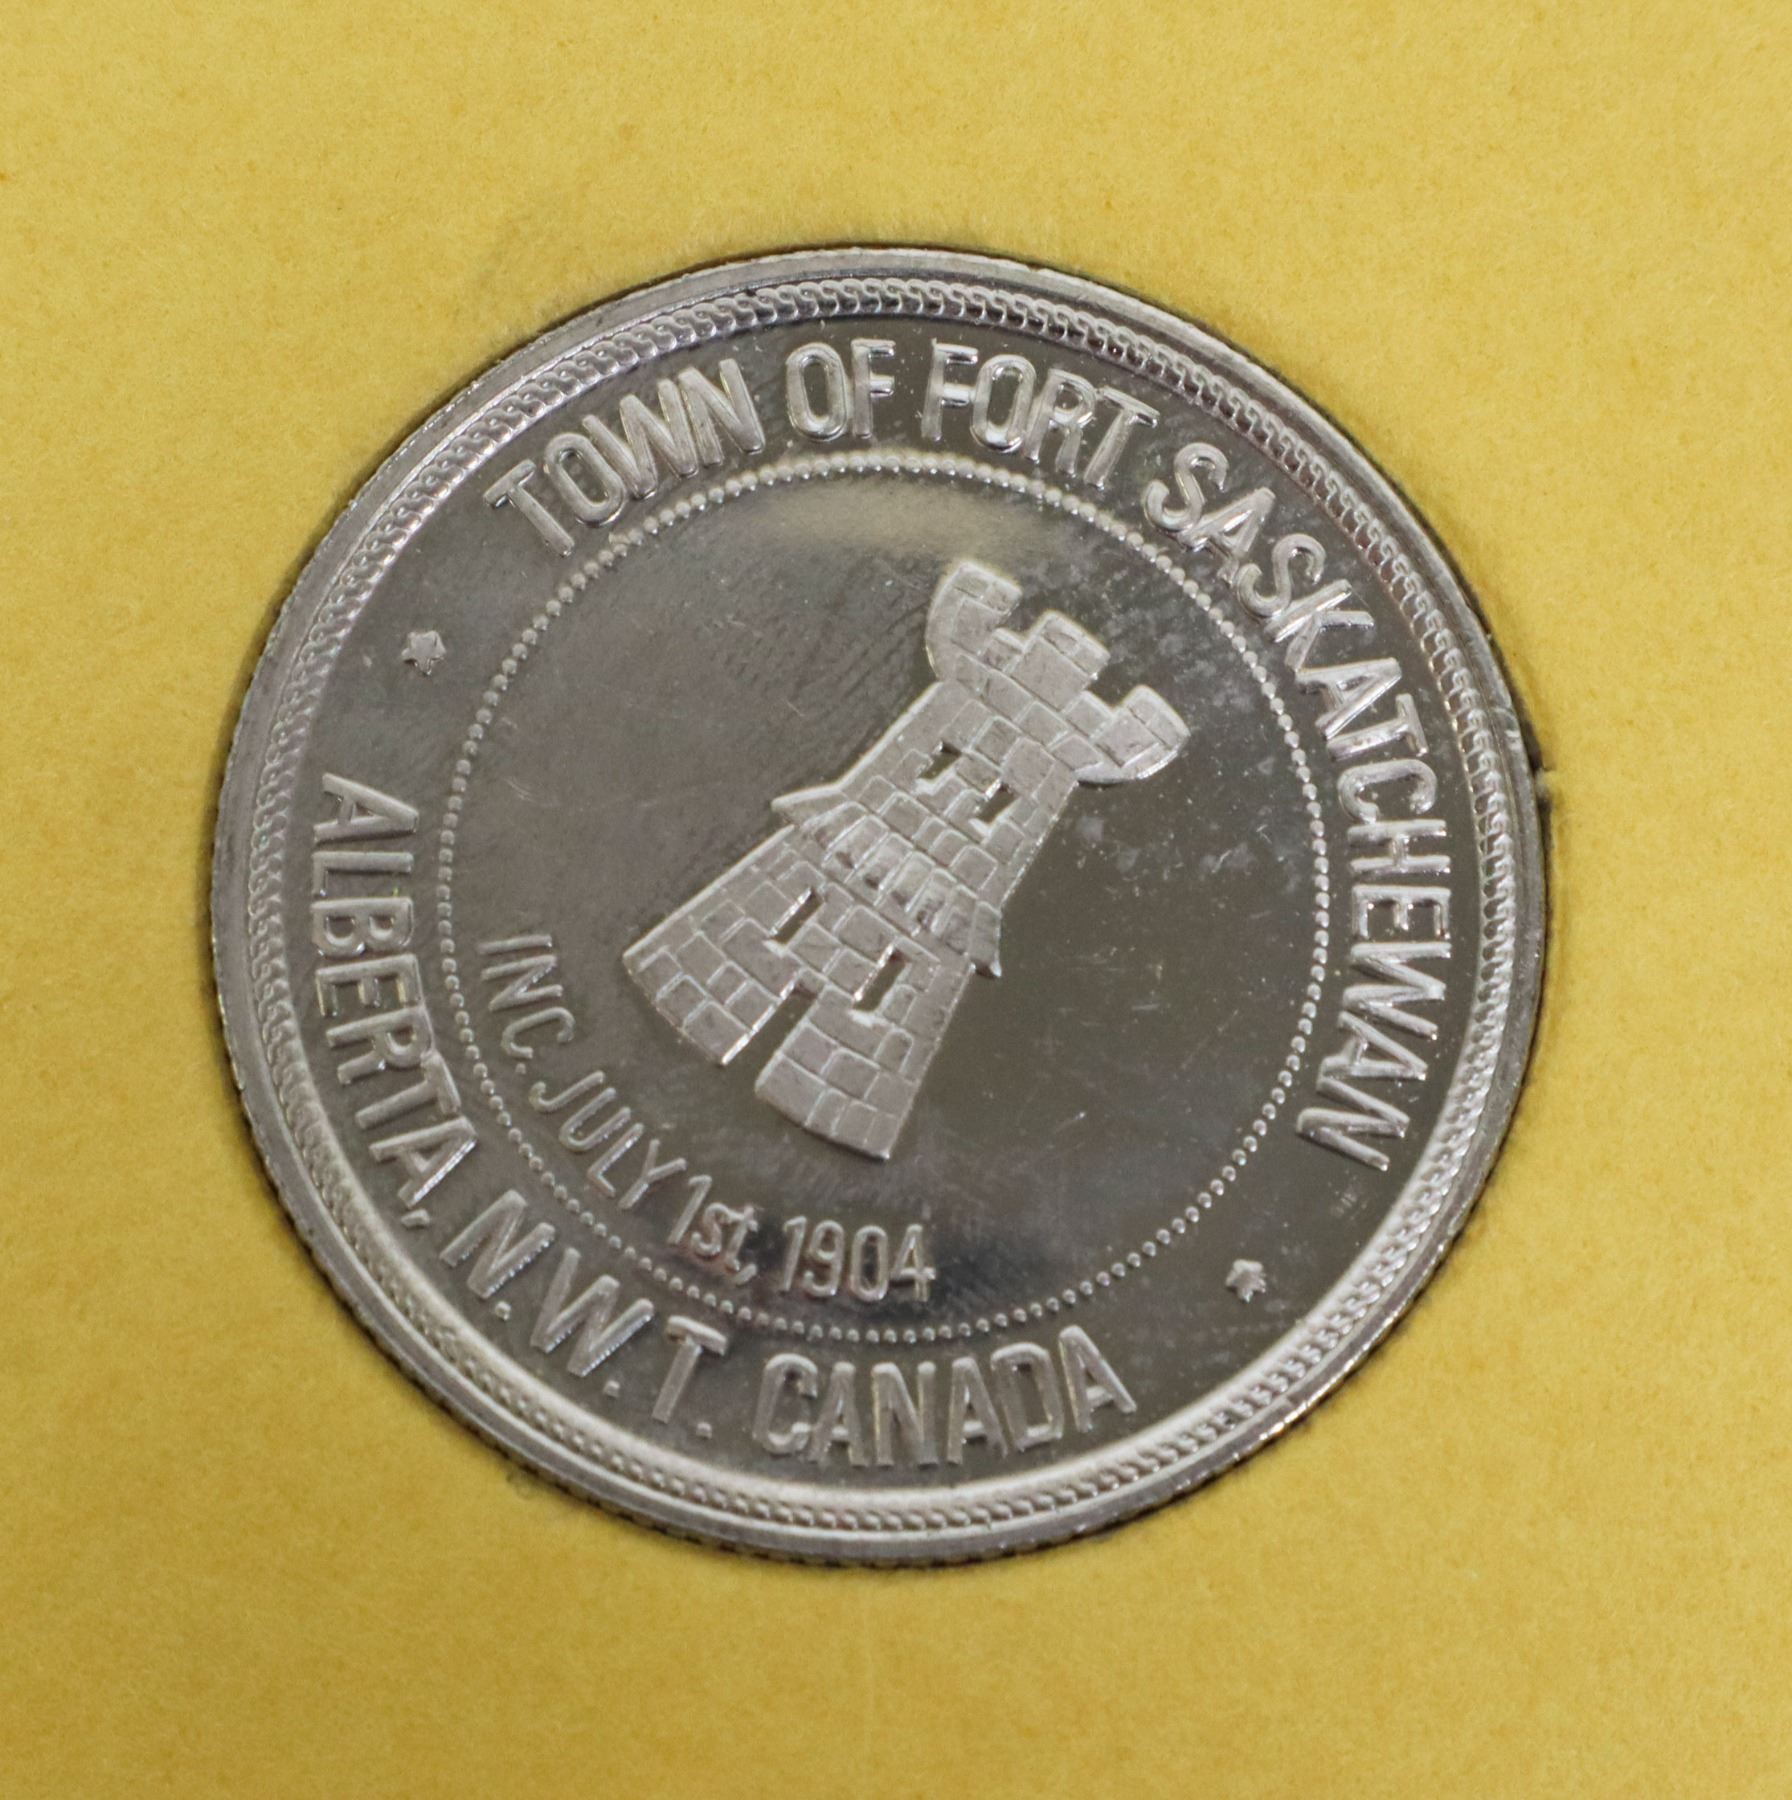 TOWN OF FORT SASKATCHEWAN
INC. JULY 1st, 1904
ALBERTA, N.W.T. CANADA